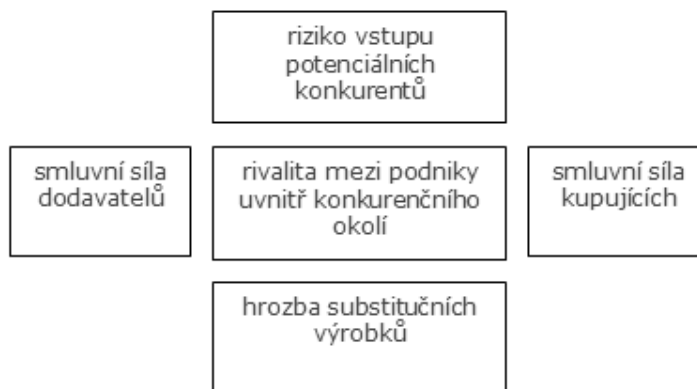 riziko vstupu
potenciálních
konkurentů
smluvní síla
dodavatelů
rivalita mezi podniky
uvnitř konkurenčního
okolí
smluvní síla
kupujících
hrozba substitučních
výrobků